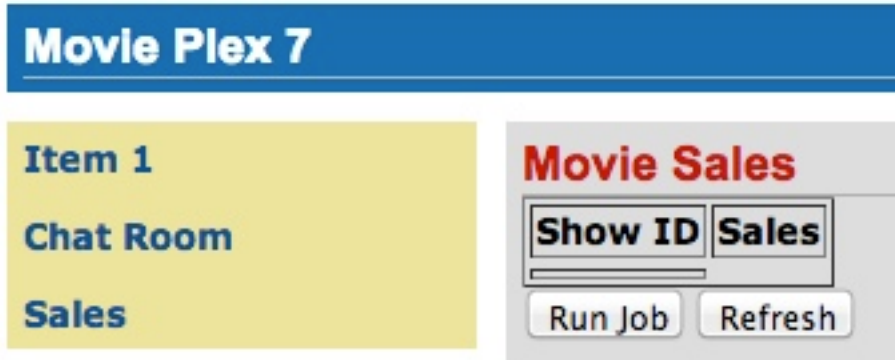 Movie Plex 7
Item 1
Chat Room
Sales
Movie Sales
Show ID Sales
Run Job Refresh